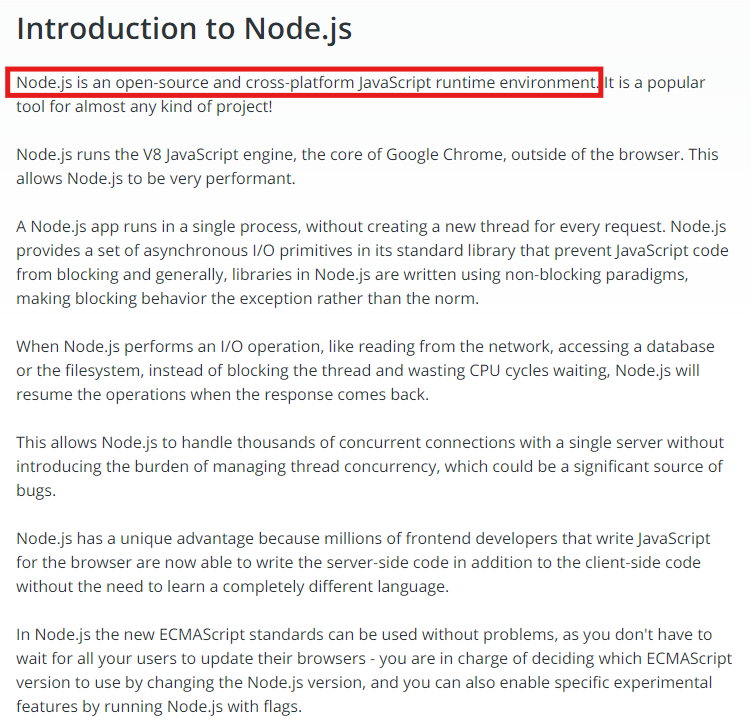 Introduction to Node.js
Node.js is an open-source and cross-platform JavaScript runtime environment. It is a popular
tool for almost any kind of project!
Node.js runs the V8 JavaScript engine, the core of Google Chrome, outside of the browser. This
allows Node.js to be very performant.
A Node.js app runs in a single process, without creating a new thread for every request. Node.js
provides a set of asynchronous I/O primitives in its standard library that prevent JavaScript code
from blocking and generally, libraries in Node.js are written using non-blocking paradigms,
making blocking behavior the exception rather than the norm.
When Node.js performs an I/O operation, like reading from the network, accessing a database
or the filesystem, instead of blocking the thread and wasting CPU cycles waiting, Node.js will
resume the operations when the response comes back.
This allows Node.js to handle thousands of concurrent connections with a single server without
introducing the burden of managing thread concurrency, which could be a significant source of
bugs.
Node.js has a unique advantage because millions of frontend developers that write JavaScript
for the browser are now able to write the server-side code in addition to the client-side code
without the need to learn a completely different language.
In Node.js the new ECMAScript standards can be used without problems, as you don't have to
wait for all your users to update their browsers - you are in charge of deciding which ECMAScript
version to use by changing the Node.js version, and you can also enable specific experimental
features by running Node.js with flags.